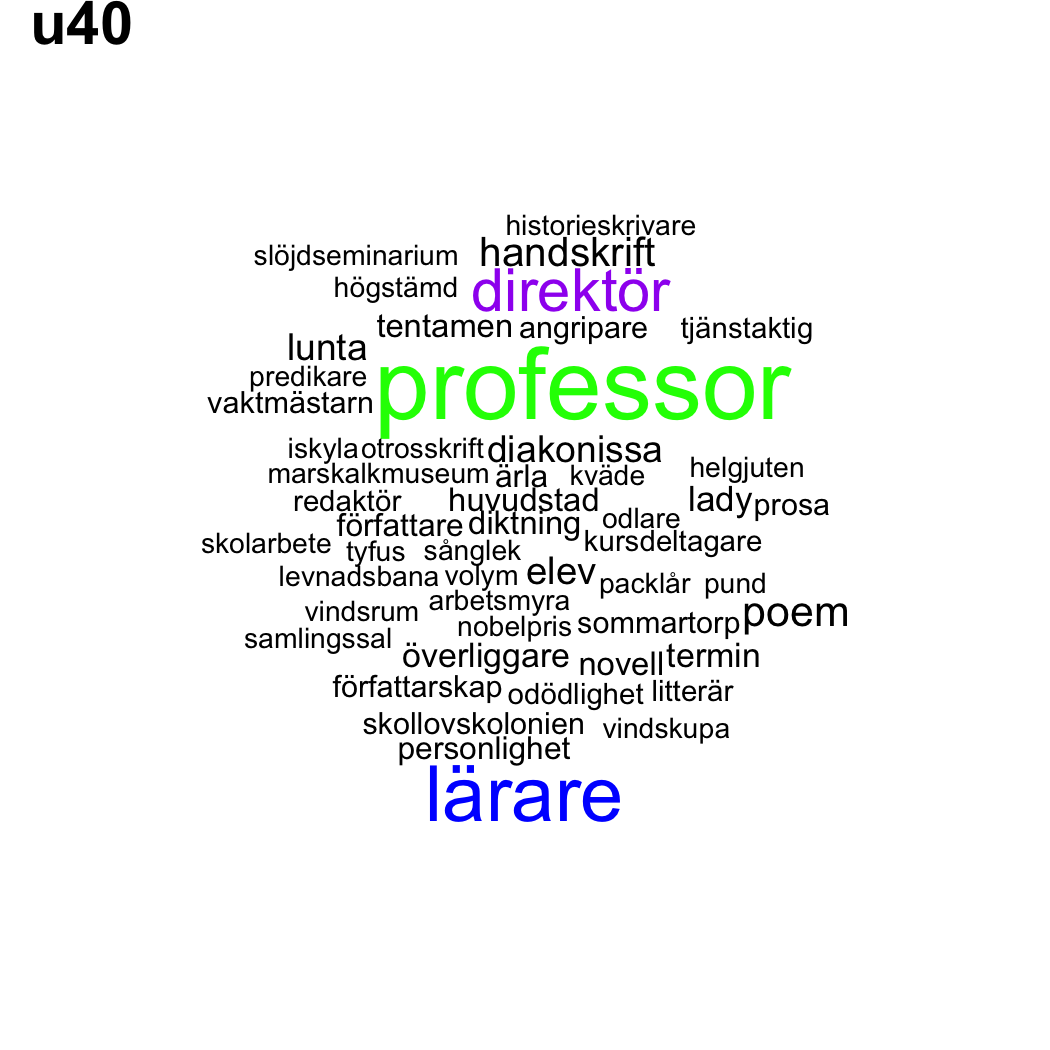 u40
historieskrivare
slöjdseminarium handskrift
högstämd direktör
tentamen angripare tjänstaktig
lunta
predikare professor
vaktmästarn
iskyla otrosskrift diakonissa
marskalkmuseum ärla kväde helgjuten
redaktör huvudstad lady prosa
författare diktning odlare
skolarbete tyfus sånglek kursdeltagare
levnadsbana volym elev packlår pund
vindsrum arbetsmyra poem
samlingssal nobelpris sommartorp
överliggare novell termin
författarskap odödlighet litterär
skollovskolonien vindskupa
personlighet
lärare